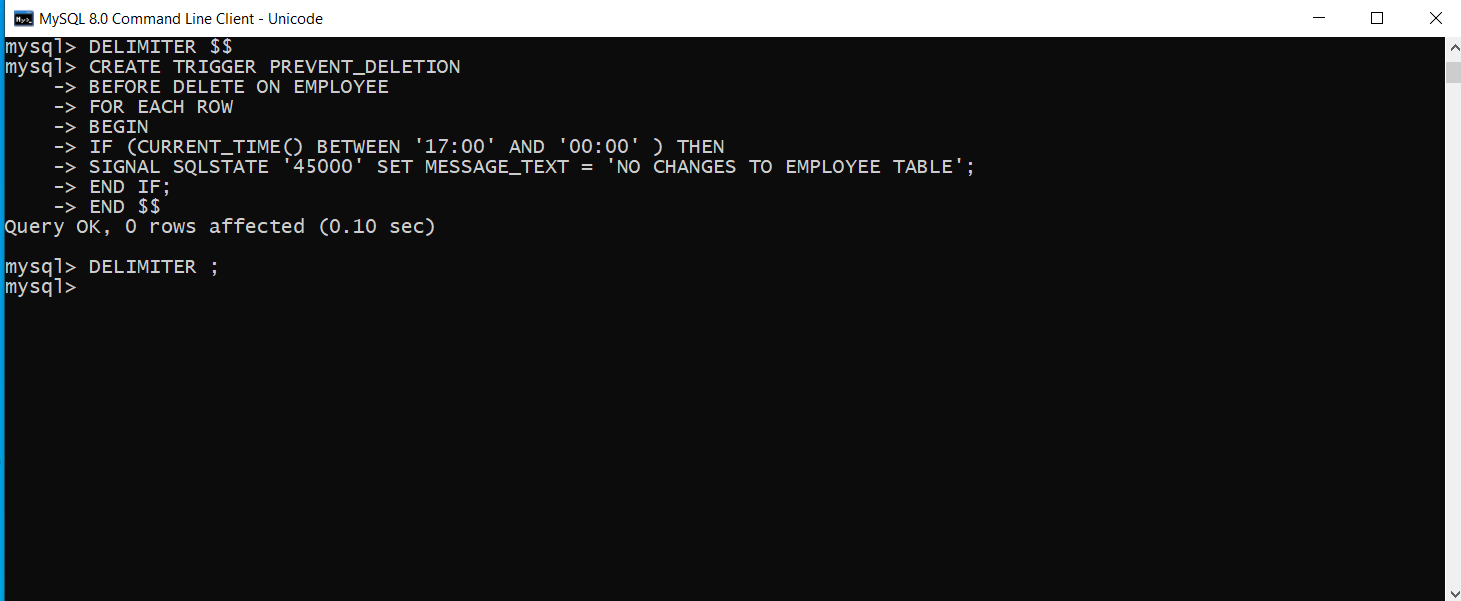 MySQL 8.0 Command Line Client - Unicode
mysql> DELIMITER $$
mysql> CREATE TRIGGER PREVENT_DELETION
    -> BEFORE DELETE ON EMPLOYEE
    -> FOR EACH ROW
    -> BEGIN
    -> IF (CURRENT_TIME() BETWEEN '17:00' AND '00:00' ) THEN
    -> SIGNAL SQLSTATE '45000' SET MESSAGE_TEXT = 'NO CHANGES TO EMPLOYEE TABLE';
    -> END IF;
    -> END $$
Query OK, 0 rows affected (0.10 sec)
mysql> DELIMITER ;
mysql>